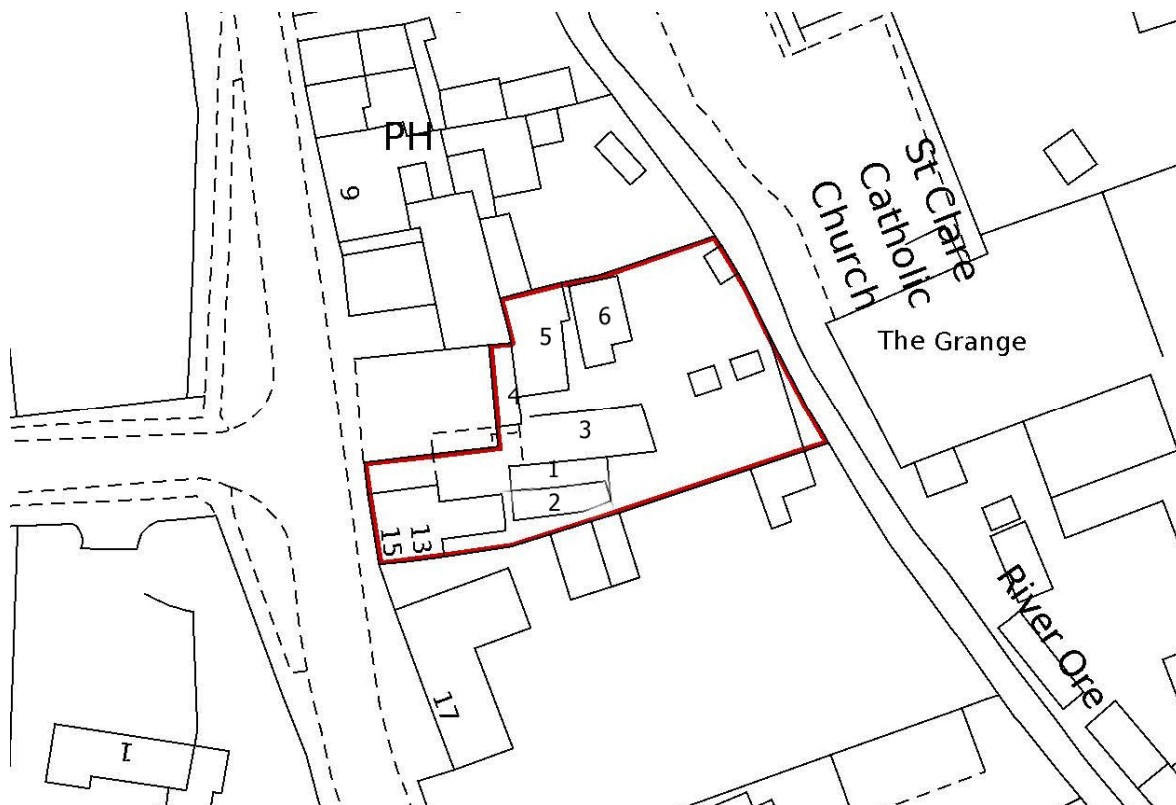 PH
9
St Clare
Catholic
Church
The Grange
5
6
4
3
1
2
15
13
17
River Ore
1